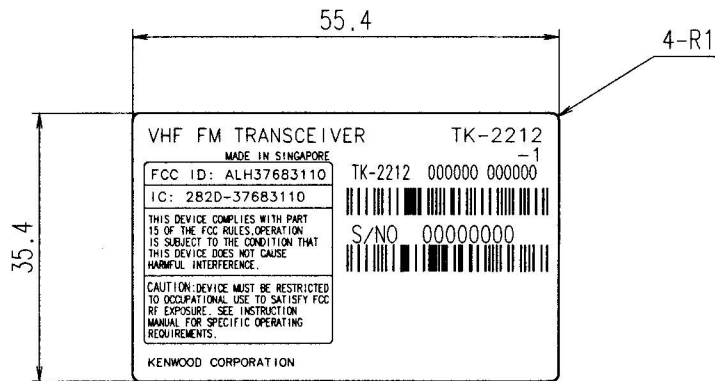 55.4
4-R1
35.4
VHF FM TRANSCEIVER TK-2212
-1
MADE IN SINGAPORE
FCC ID: ALH37683110
IC: 282D-37683110
TK-2212 000000 000000
THIS DEVICE COMPLIES WITH PART
15 OF THE FCC RULES,OPERATION
IS SUBJECT TO THE CONDITION THAT
THIS DEVICE DOES NOT CAUSE
HARMFUL INTERFERENCE.
S/NO 00000000
CAUTION:DEVICE MUST BE RESTRICTED
TO OCCUPATIONAL USE TO SATISFY FCC
RF EXPOSURE. SEE INSTRUCTION
MANUAL FOR SPECIFIC OPERATING
REQUIREMENTS.
KENWOOD CORPORATION